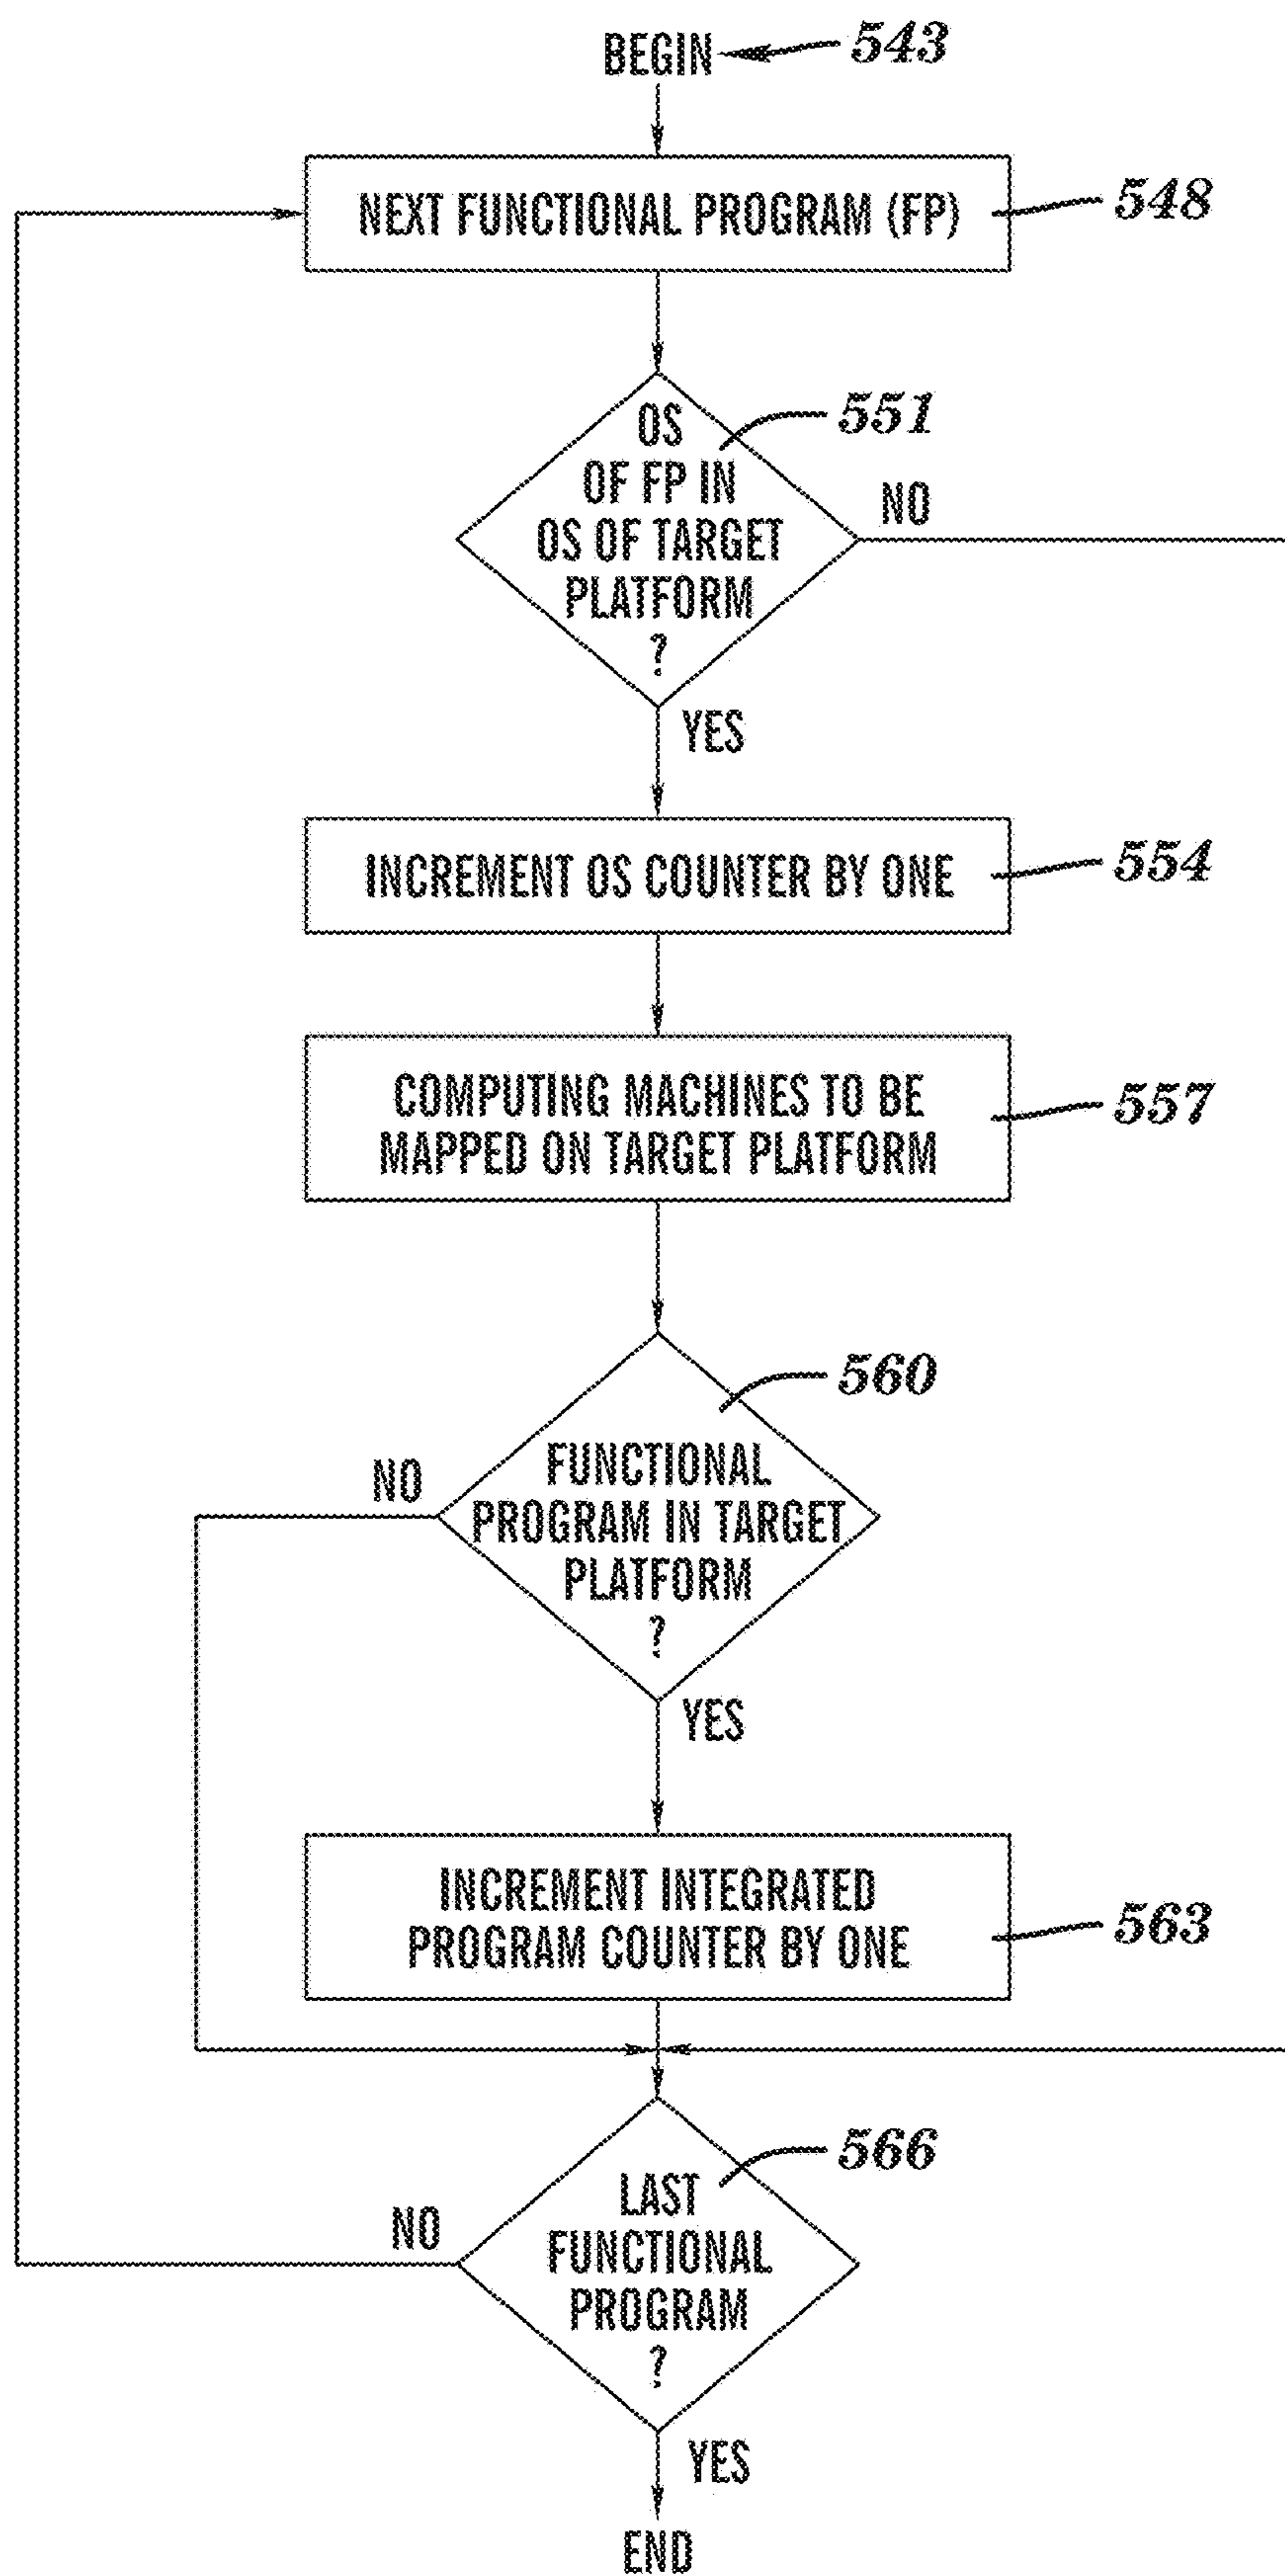 BEGIN 543
NEXT FUNCTIONAL PROGRAM (FP) 548
551
OS
OF FP IN
OS OF TARGET
PLATFORM
?
NO
YES
INCREMENT OS COUNTER BY ONE 554
COMPUTING MACHINES TO BE
MAPPED ON TARGET PLATFORM
557
560
FUNCTIONAL
PROGRAM IN TARGET
PLATFORM
?
NO
YES
INCREMENT INTEGRATED
PROGRAM COUNTER BY ONE
563
566
LAST
FUNCTIONAL
PROGRAM
?
NO
YES
END